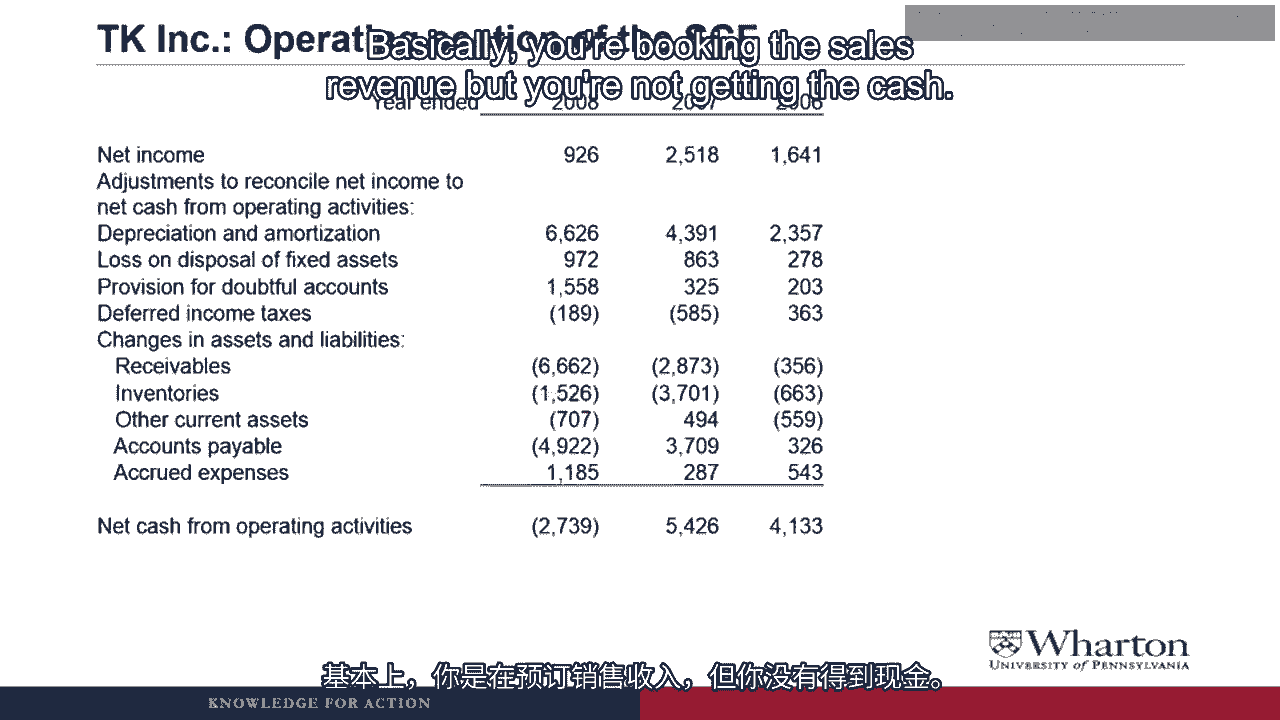 TK Inc.: Operating section of the SCF
Basically, you're booking the sales
revenue but you're not getting the cash.
Year ended 2008 2007 2006
Net income 926 2,518 1,641
Adjustments to reconcile net income to
net cash from operating activities:
Depreciation and amortization 6,626 4,391 2,357
Loss on disposal of fixed assets 972 863 278
Provision for doubtful accounts 1,558 325 203
Deferred income taxes (189) (585) 363
Changes in assets and liabilities:
Receivables (6,662) (2,873) (356)
Inventories (1,526) (3,701) (663)
Other current assets (707) 494 (559)
Accounts payable (4,922) 3,709 326
Accrued expenses 1,185 287 543
Net cash from operating activities (2,739) 5,426 4,133
Wharton
UNIVERSITY of PENNSYLVANIA
基本上，你是在预订销售收入，但你没有得到现金。
KNOWLEDGE FOR ACTION